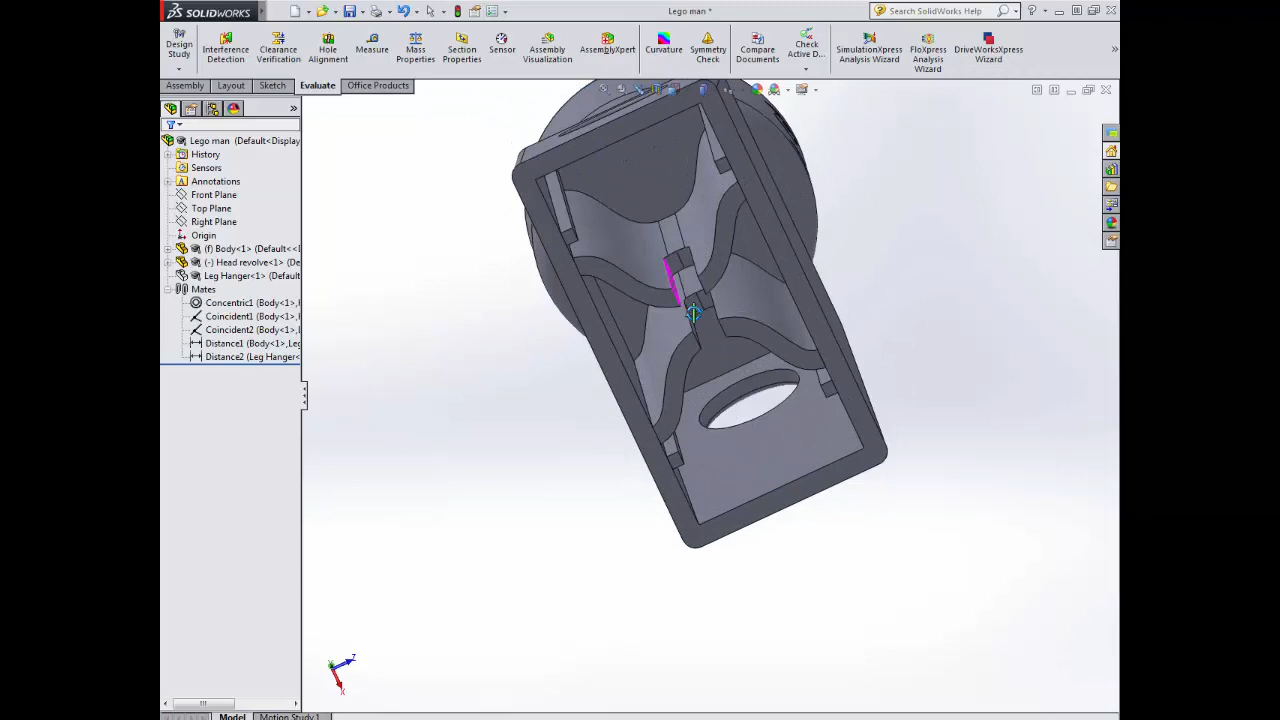 SOLIDWORKS
Lego man *
Search SolidWorks Help
Design Study
Interference Detection
Clearance Verification
Hole Alignment
Measure
Mass Properties
Section Properties
Sensor
Assembly Visualization
AssemblyXpert
Curvature
Symmetry Check
Compare Documents
Check Active D...
SimulationXpress Analysis Wizard
FloXpress Analysis Wizard
DriveWorksXpress Wizard
Assembly
Layout
Sketch
Evaluate
Office Products
Lego man (Default<Display
History
Sensors
Annotations
Front Plane
Top Plane
Right Plane
Origin
(f) Body<1> (Default<<D
(-) Head revolve<1> (De
Leg Hanger<1> (Default
Mates
Concentric1 (Body<1>,
Coincident1 (Body<1>,
Coincident2 (Body<1>,
Distance1 (Body<1>,Leg
Distance2 (Leg Hanger<
Z
X
Model
Motion Study 1